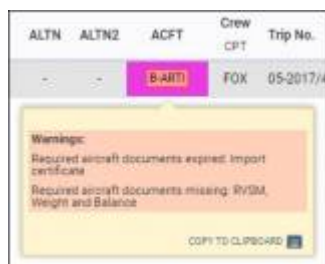 ALTN ALTN2 ACFT Crew CPT Trip No.
- - B-ARTI FOX 05-2017/
Warnings:
Required aircraft documents expired: Import
certificate
Required aircraft documents missing: RVSM,
Weight and Balance
COPY TO CLIPBOARD